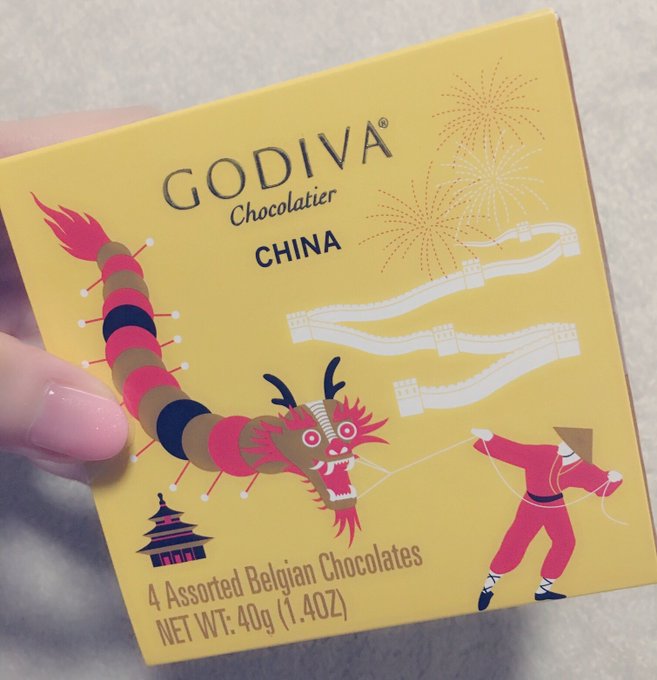 GODIVA®
Chocolatier
CHINA
4 Assorted Belgian Chocolates
NET WT: 40g (1.4OZ)